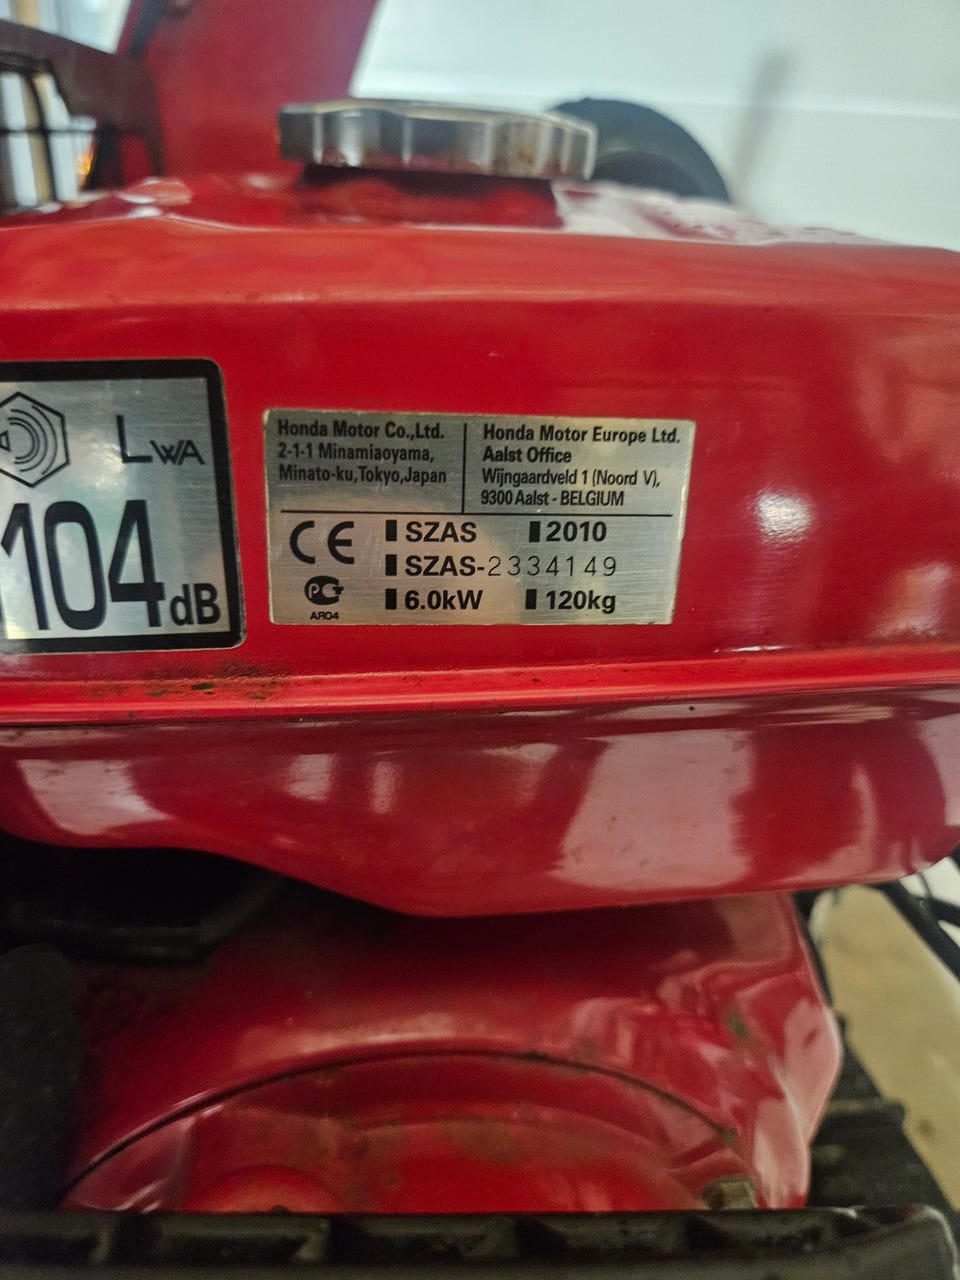 LWA
104dB
Honda Motor Co.,Ltd.
2-1-1 Minamiaoyama,
Minato-ku,Tokyo,Japan
Honda Motor Europe Ltd.
Aalst Office
Wijngaardveld 1 (Noord V),
9300 Aalst - BELGIUM
CE
SZAS 2010
SZAS-2334149
6.0kW 120kg
PCT
AR04